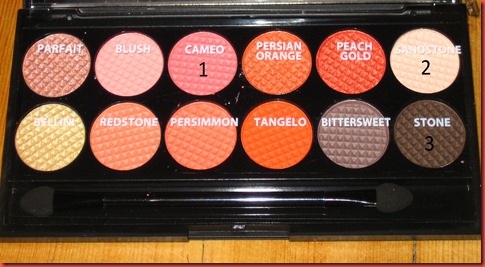 PARFAIT BLUSH CAMEO PERSIAN ORANGE PEACH GOLD SANDSTONE
1 2
BELLINI REDSTONE PERSIMMON TANGELO BITTERSWEET STONE
3